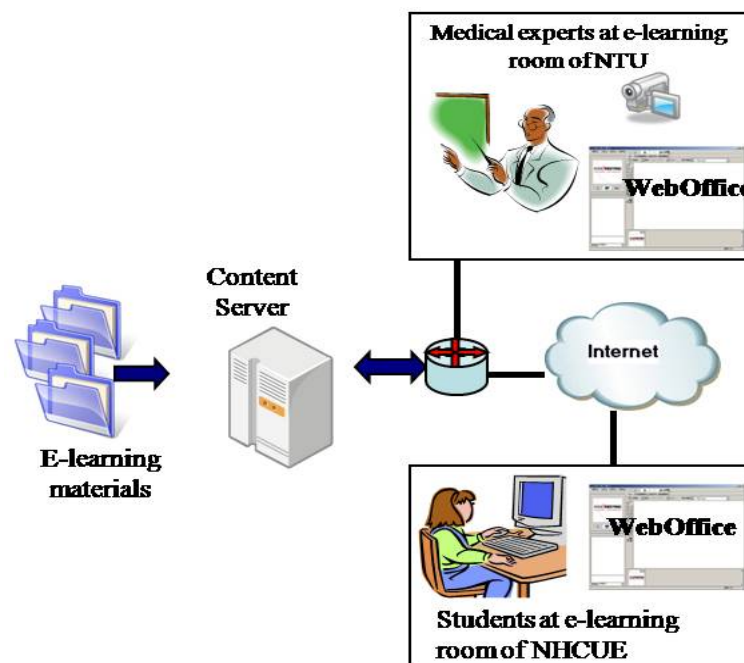 Medical experts at e-learning
room of NTU
WebOffice
Content
Server
Internet
E-learning
materials
WebOffice
Students at e-learning
room of NHCUE